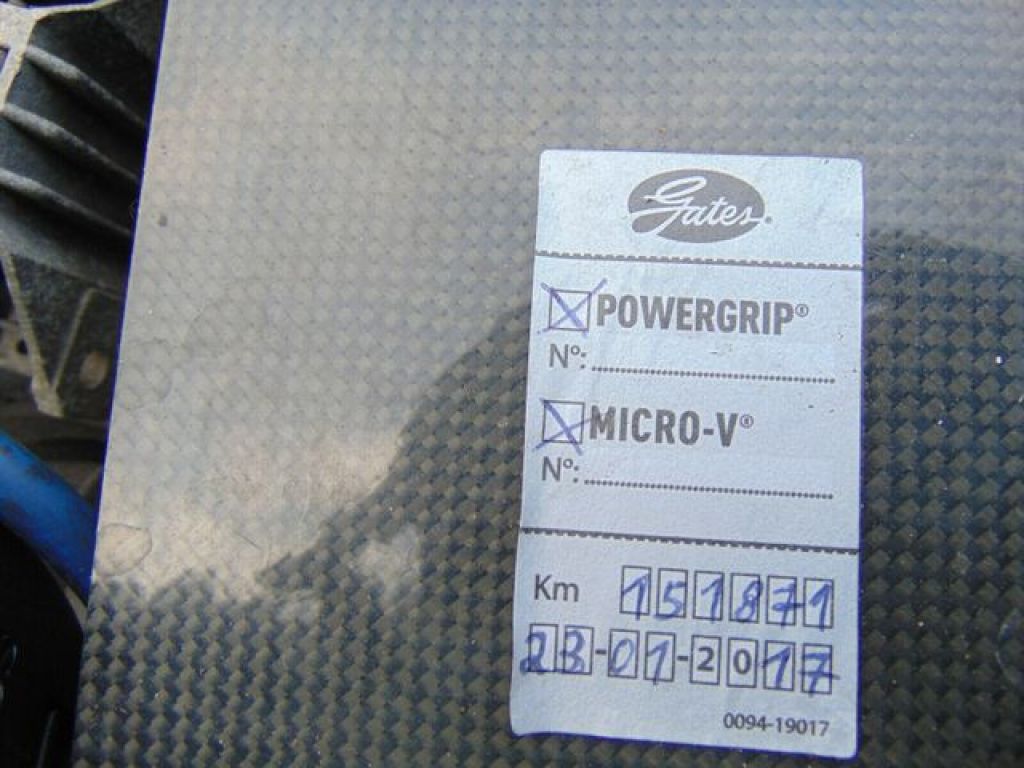 Gates®
POWERGRIP®
Nº:
MICRO-V®
Nº:
Km 151871
23-01-2017
0094-19017